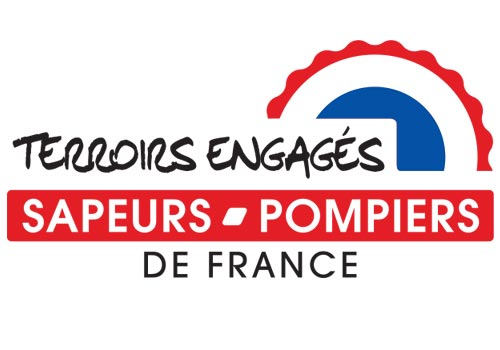 TERROIRS ENGAGÉS
SAPEURS - POMPIERS
DE FRANCE